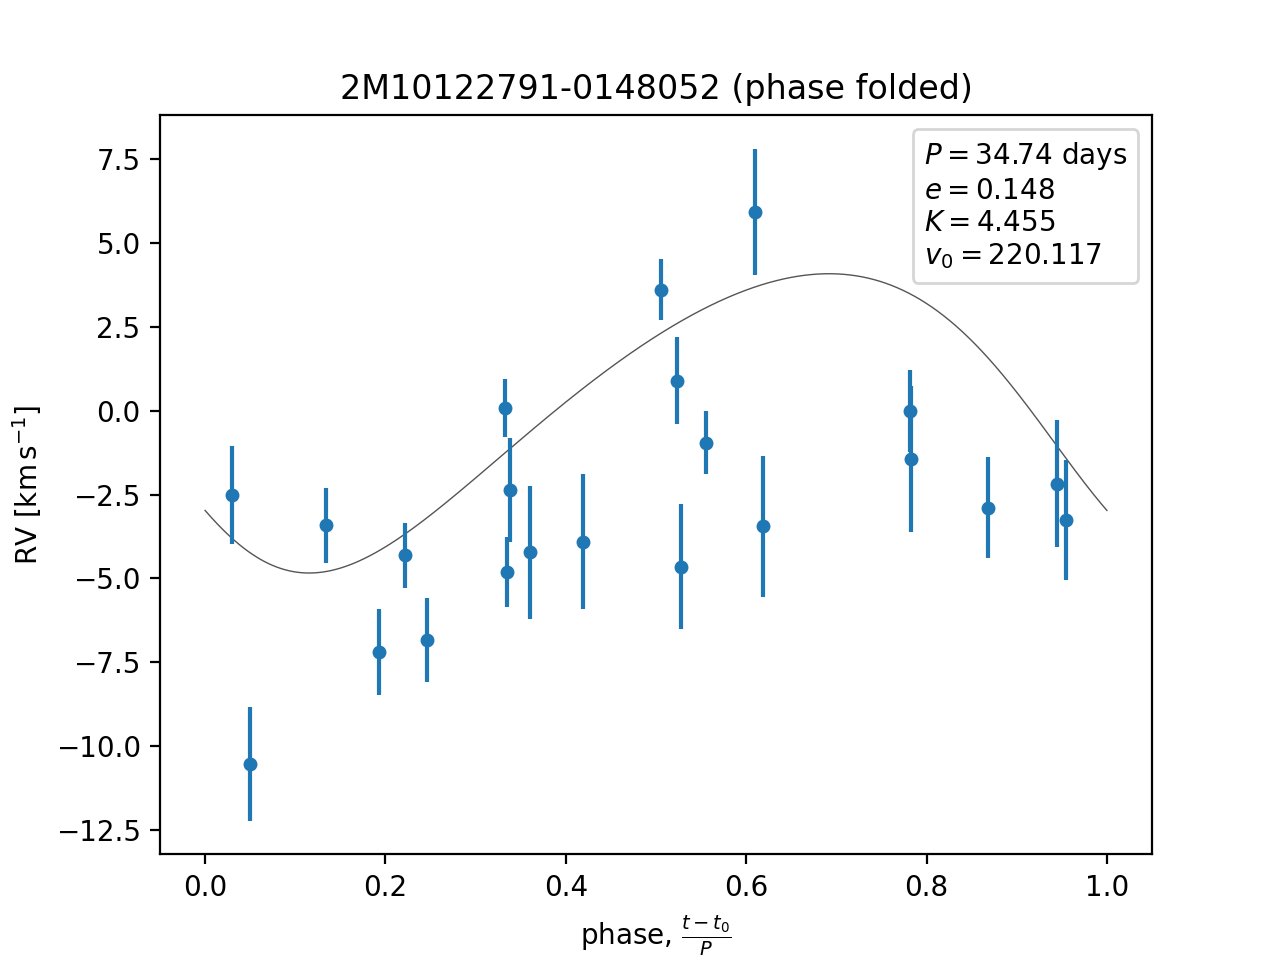 2M10122791-0148052 (phase folded)
P = 34.74 days
e = 0.148
K = 4.455
v₀ = 220.117
7.5
5.0
2.5
0.0
−2.5
−5.0
−7.5
−10.0
−12.5
RV [km s⁻¹]
0.0 0.2 0.4 0.6 0.8 1.0
phase, (t − t₀)/P